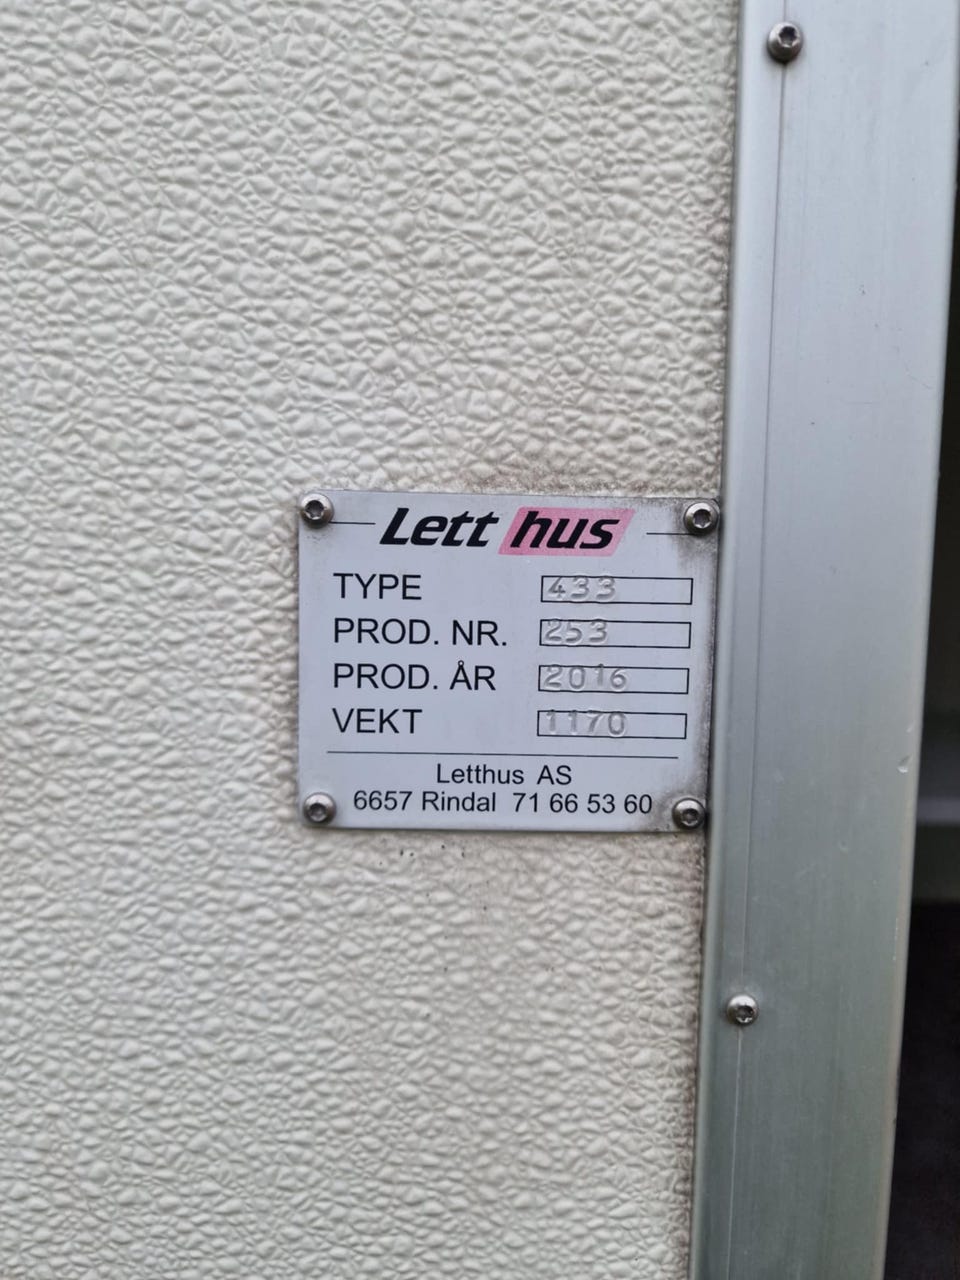 Lett hus
TYPE 433
PROD. NR. 253
PROD. ÅR 2016
VEKT 1170
Letthus AS
6657 Rindal 71 66 53 60